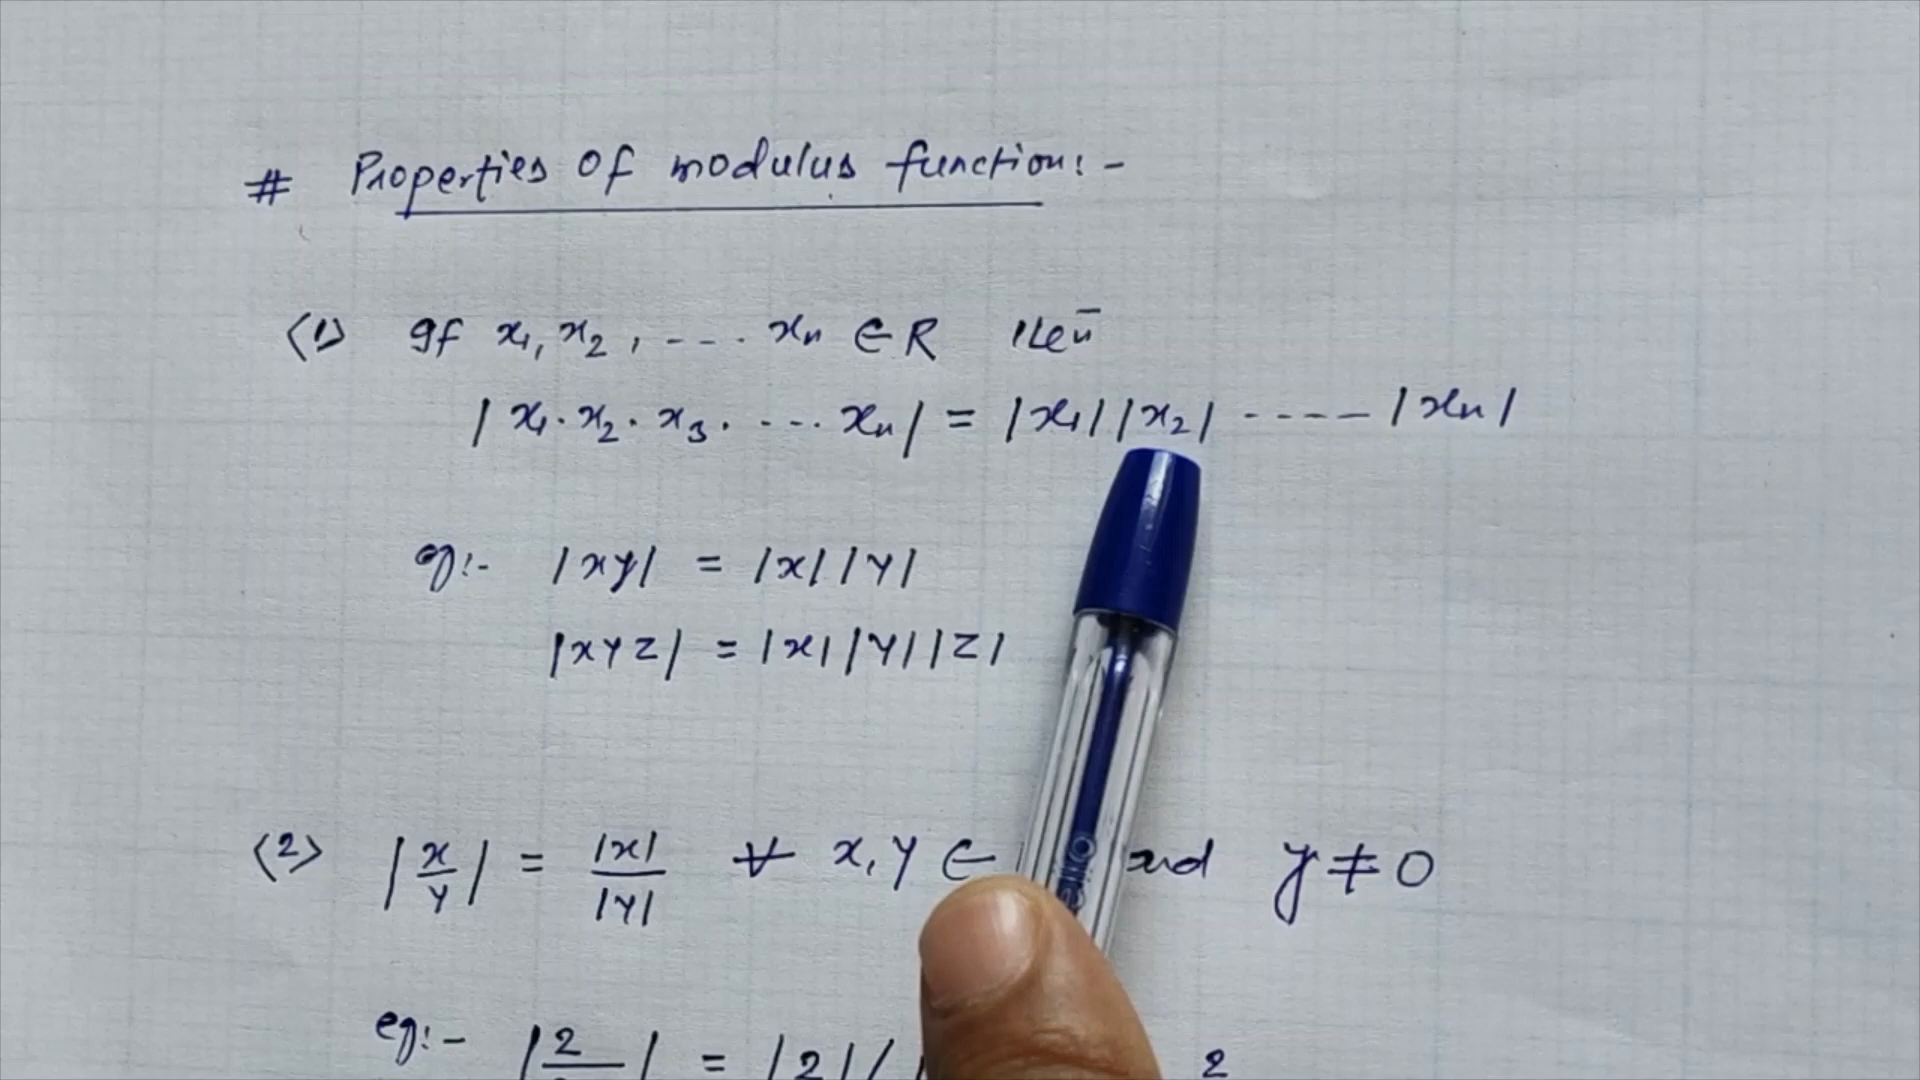 # Properties of modulus function:-
(1) If x₁, x₂, --- xₙ ∈ R then
|x₁·x₂·x₃· --- xₙ| = |x₁||x₂| ---- |xₙ|
eg:- |xy| = |x||y|
|xyz| = |x||y||z|
(2) |x/y| = |x|/|y| ∀ x, y ∈ and y ≠ 0
eg:- |2 | = |2|/| 2